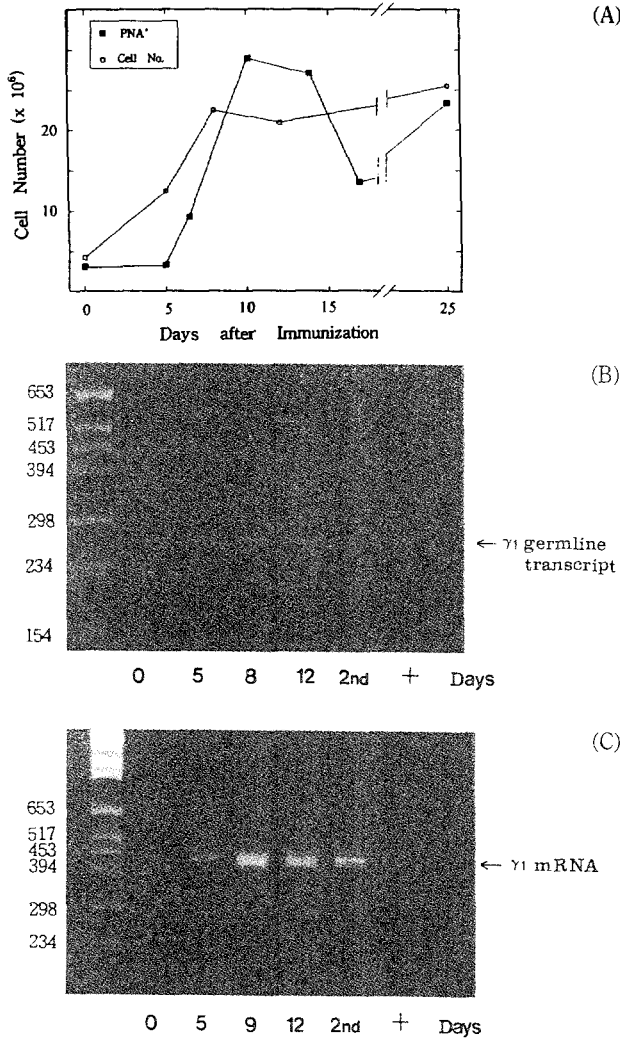 (A)
PNA⁺
Cell No.
Cell Number (x 10⁶)
20
10
0 5 10 15 25
Days after Immunization
(B)
653
517
453
394
298
234
154
← γ1 germline
transcript
0 5 8 12 2nd + Days
(C)
653
517
453
394
298
234
← γ1 mRNA
0 5 9 12 2nd + Days